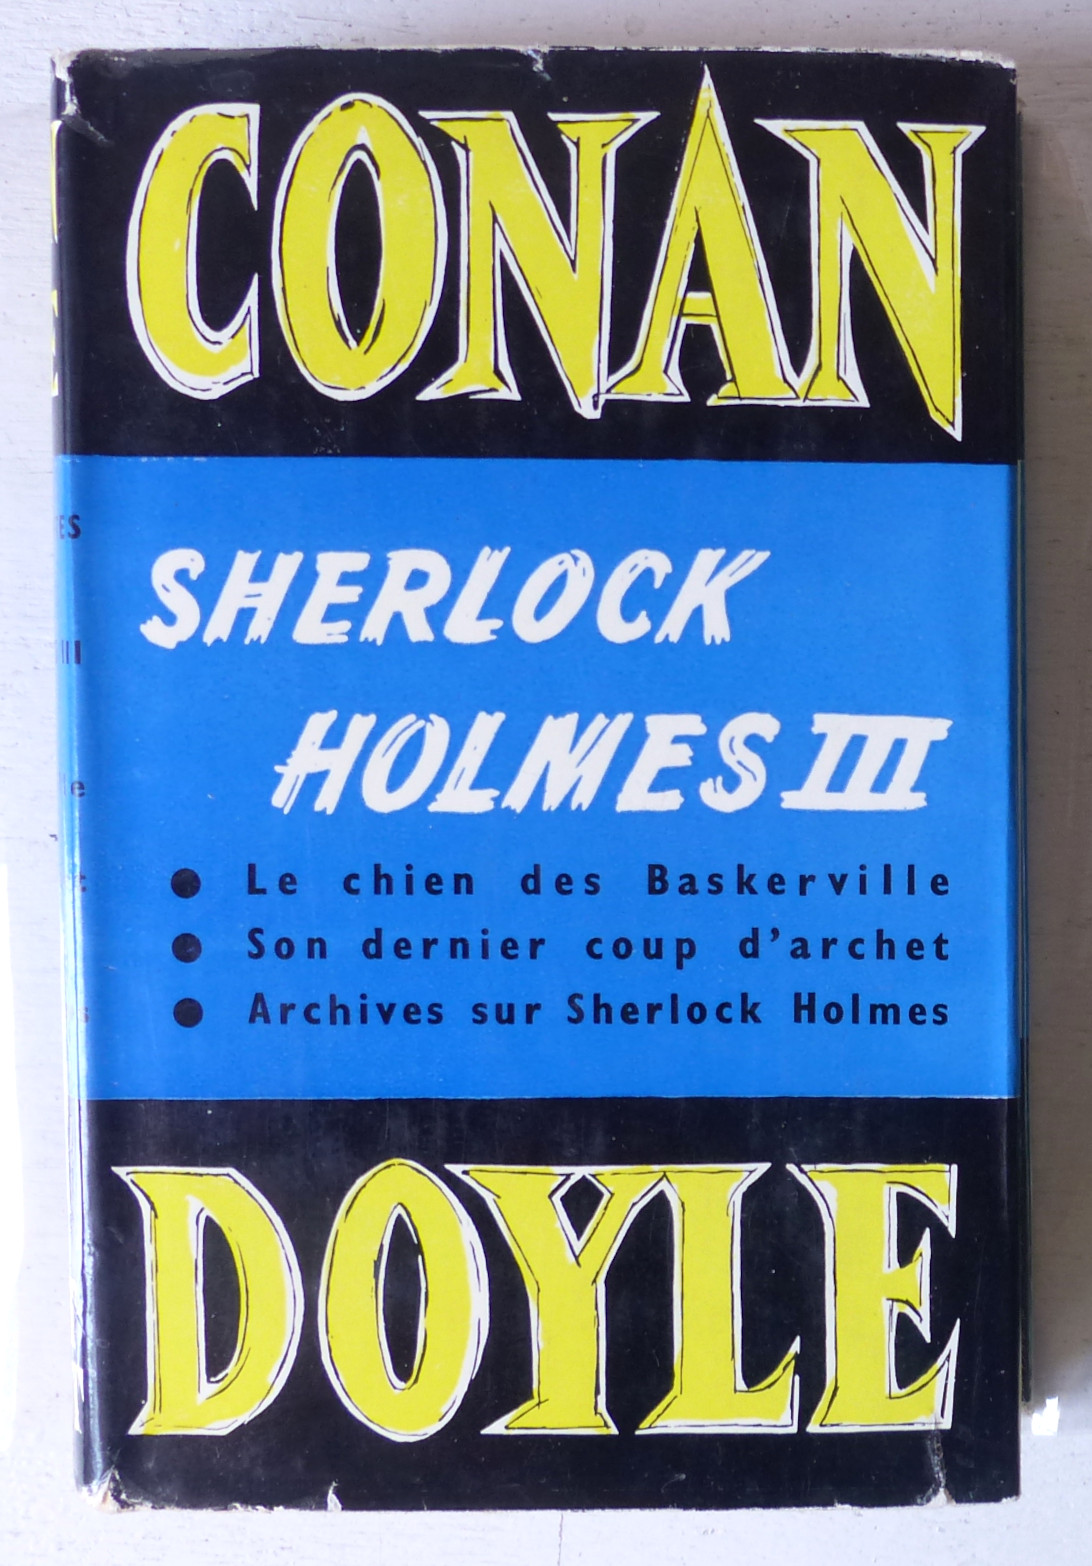 CONAN
SHERLOCK
HOLMES III
● Le chien des Baskerville
● Son dernier coup d'archet
● Archives sur Sherlock Holmes
DOYLE